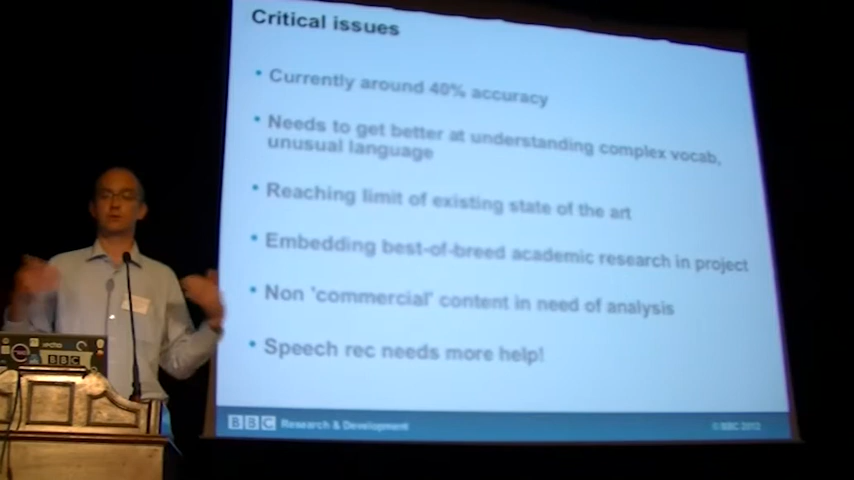 Critical issues
• Currently around 40% accuracy
• Needs to get better at understanding complex vocab,
unusual language
• Reaching limit of existing state of the art
• Embedding best-of-breed academic research in project
• Non 'commercial' content in need of analysis
• Speech rec needs more help!
BBC Research & Development
© BBC 2012
BBC